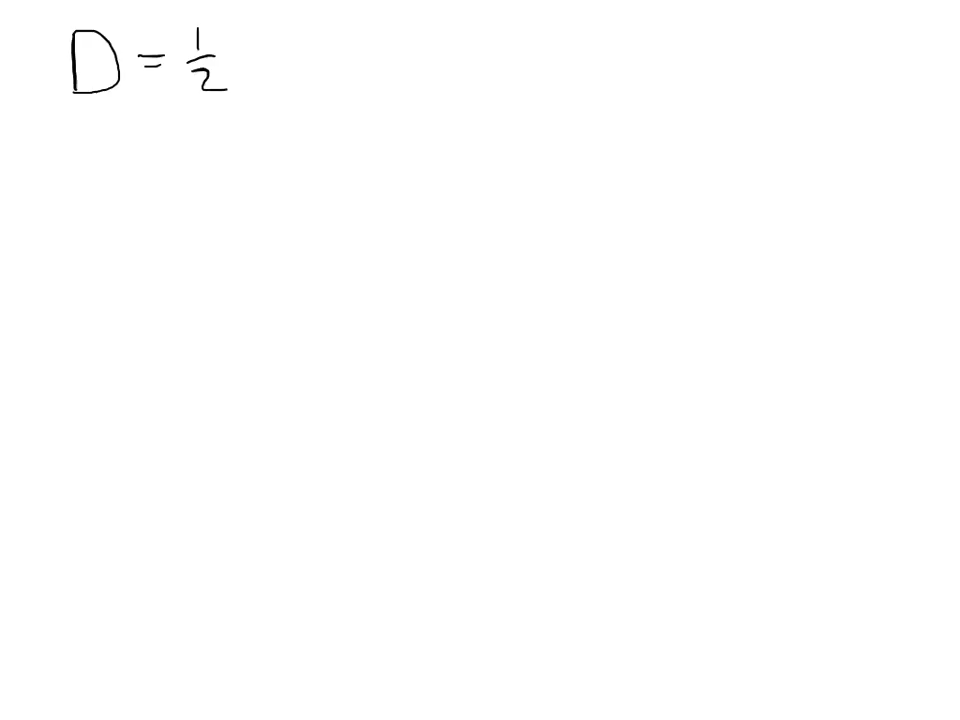 D = 1/2